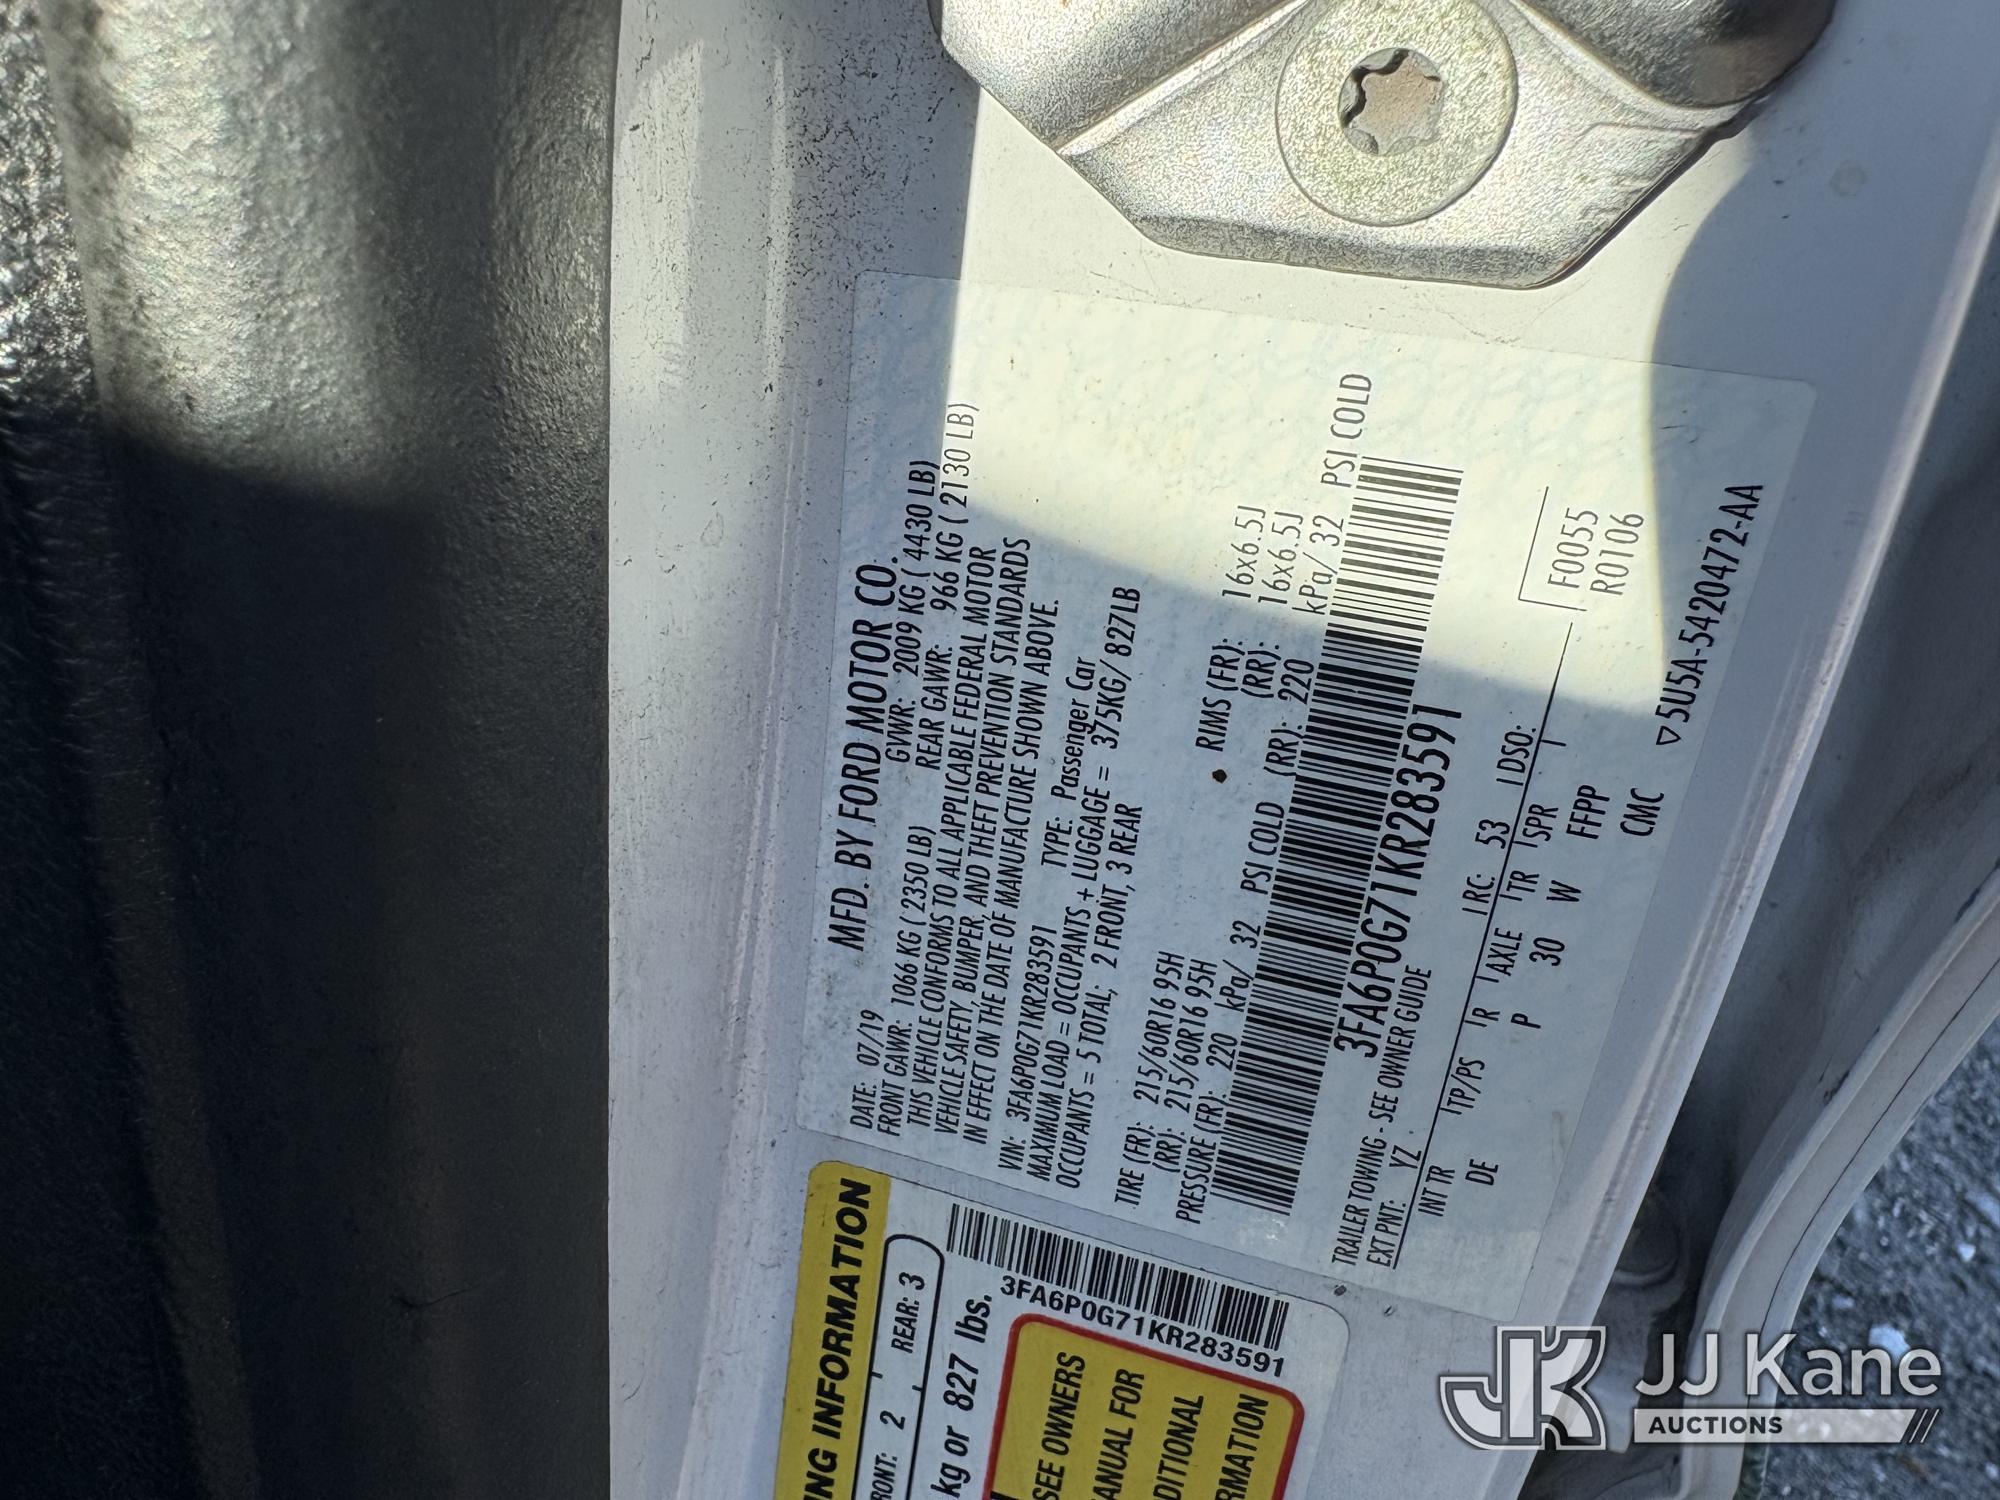 MFD. BY FORD MOTOR CO.
DATE: 07/19 GVWR: 2009 KG ( 4430 LB)
FRONT GAWR: 1066 KG ( 2350 LB) REAR GAWR: 966 KG ( 2130 LB)
THIS VEHICLE CONFORMS TO ALL APPLICABLE FEDERAL MOTOR
VEHICLE SAFETY, BUMPER, AND THEFT PREVENTION STANDARDS
IN EFFECT ON THE DATE OF MANUFACTURE SHOWN ABOVE.
VIN: 3FA6P0G71KR283591 TYPE: Passenger Car
MAXIMUM LOAD = OCCUPANTS + LUGGAGE = 375KG/ 827LB
OCCUPANTS = 5 TOTAL; 2 FRONT, 3 REAR
TIRE (FR): 215/60R16 95H RIMS (FR): 16x6.5J
(RR): 215/60R16 95H (RR): 16x6.5J
PRESSURE (FR): 220 kPa/ 32 PSI COLD (RR): 220 kPa/ 32 PSI COLD
3FA6P0G71KR283591
TRAILER TOWING - SEE OWNER GUIDE
EXT PNT: YZ RC: 53 DSO: F0055
INT TR TP/PS R AXLE TR SPR R0106
DE P 30 W FFPP
CMC
▽5U5A-5420472-AA
ING INFORMATION
RONT: 2 REAR: 3
kg or 827 lbs.
3FA6P0G71KR283591
SEE OWNERS
ANUAL FOR
DITIONAL
RMATION
JK JJ Kane
AUCTIONS